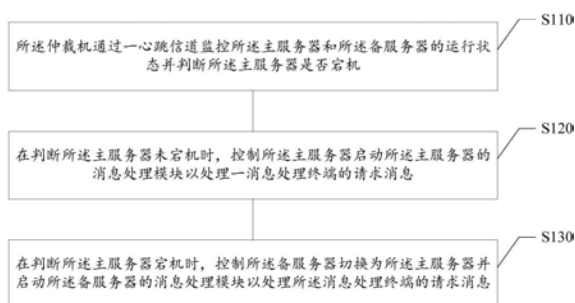 S110
所述仲裁机通过一心跳信道监控所述主服务器和所述备服务器的运行状
态并判断所述主服务器是否宕机
S120
在判断所述主服务器未宕机时，控制所述主服务器启动所述主服务器的
消息处理模块以处理一消息处理终端的请求消息
S130
在判断所述主服务器宕机时，控制所述备服务器切换为所述主服务器并
启动所述备服务器的消息处理模块以处理所述消息处理终端的请求消息